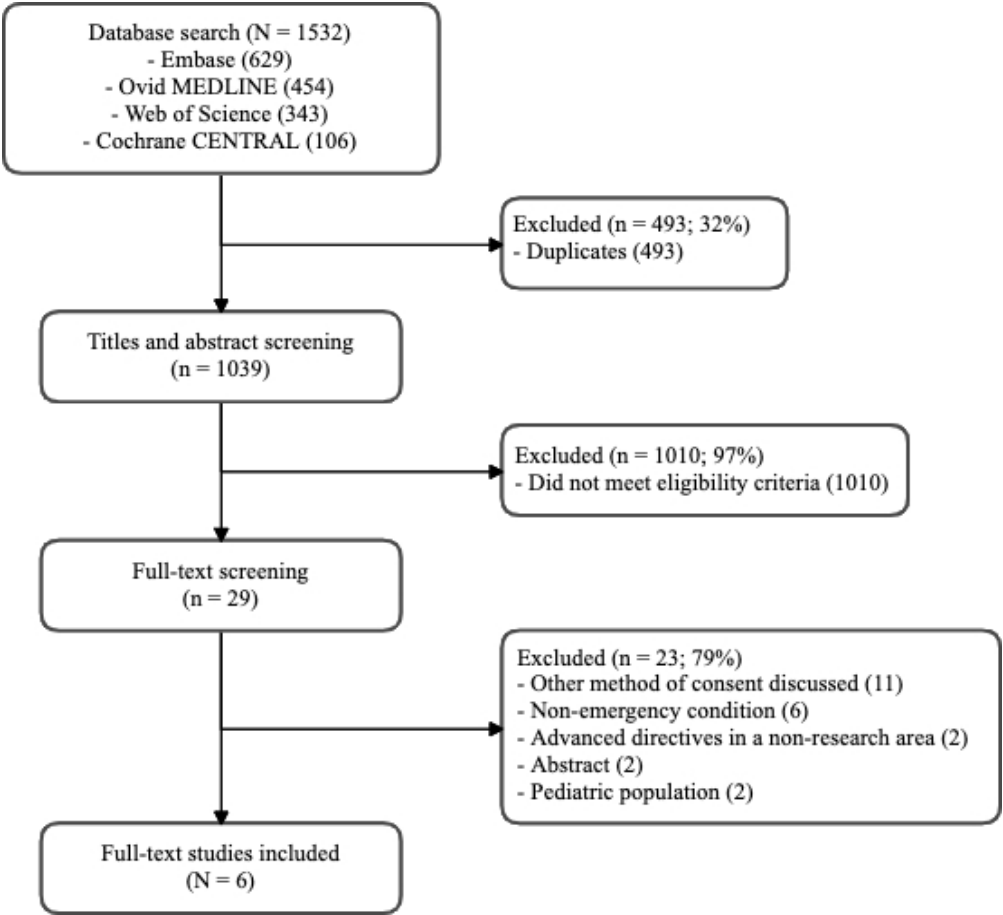 Database search (N = 1532)
- Embase (629)
- Ovid MEDLINE (454)
- Web of Science (343)
- Cochrane CENTRAL (106)
Excluded (n = 493; 32%)
- Duplicates (493)
Titles and abstract screening
(n = 1039)
Excluded (n = 1010; 97%)
- Did not meet eligibility criteria (1010)
Full-text screening
(n = 29)
Excluded (n = 23; 79%)
- Other method of consent discussed (11)
- Non-emergency condition (6)
- Advanced directives in a non-research area (2)
- Abstract (2)
- Pediatric population (2)
Full-text studies included
(N = 6)